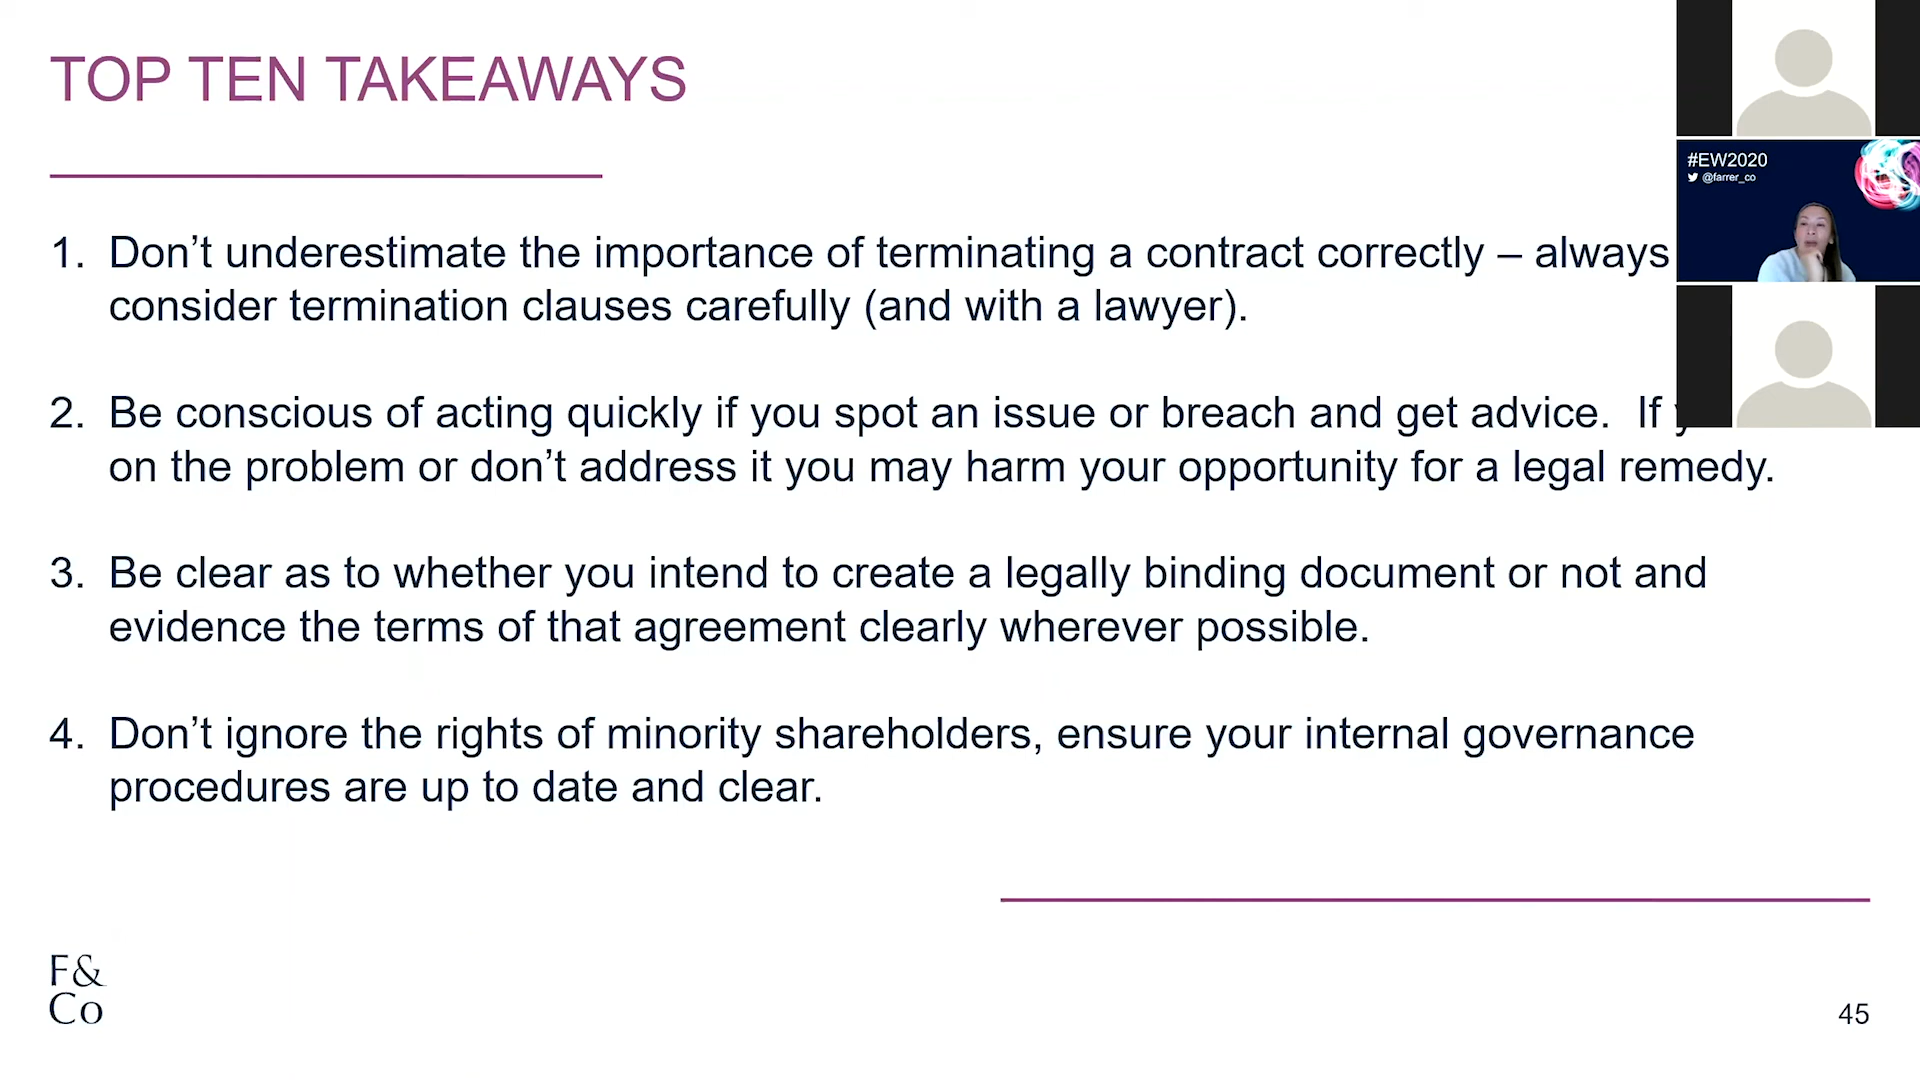 TOP TEN TAKEAWAYS
#EW2020
@farrer_co
1. Don’t underestimate the importance of terminating a contract correctly – always
consider termination clauses carefully (and with a lawyer).
2. Be conscious of acting quickly if you spot an issue or breach and get advice. If
on the problem or don’t address it you may harm your opportunity for a legal remedy.
3. Be clear as to whether you intend to create a legally binding document or not and
evidence the terms of that agreement clearly wherever possible.
4. Don’t ignore the rights of minority shareholders, ensure your internal governance
procedures are up to date and clear.
F&
Co
45